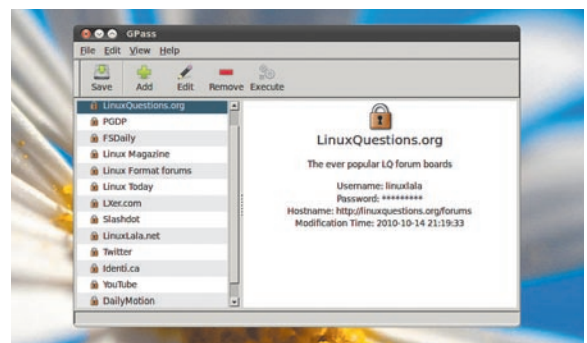 GPass
File Edit View Help
Save Add Edit Remove Execute
LinuxQuestions.org
PGDP
FSDaily
Linux Magazine
Linux Format forums
Linux Today
LXer.com
Slashdot
LinuxLala.net
Twitter
Identi.ca
YouTube
DailyMotion
LinuxQuestions.org
The ever popular LQ forum boards
Username: linuxlala
Password: *********
Hostname: http://linuxquestions.org/forums
Modification Time: 2010-10-14 21:19:33